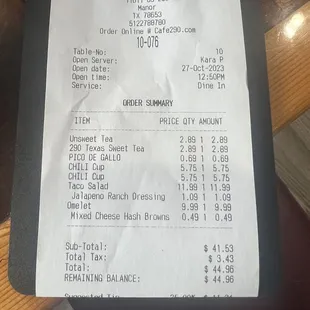 Manor
TX 78653
5122788780
Order Online @ Cafe290.com
10-076
Table-No: 10
Open Server: Kara P
Open date: 27-Oct-2023
Open time: 12:50PM
Service: Dine In
ORDER SUMMARY
ITEM PRICE QTY AMOUNT
Unsweet Tea 2.89 1 2.89
290 Texas Sweet Tea 2.89 1 2.89
PICO DE GALLO 0.69 1 0.69
CHILI Cup 5.75 1 5.75
CHILI Cup 5.75 1 5.75
Taco Salad 11.99 1 11.99
Jalapeno Ranch Dressing 1.09 1 1.09
Omelet 9.99 1 9.99
Mixed Cheese Hash Browns 0.49 1 0.49
Sub-Total: $ 41.53
Total Tax: $ 3.43
Total: $ 44.96
REMAINING BALANCE: $ 44.96